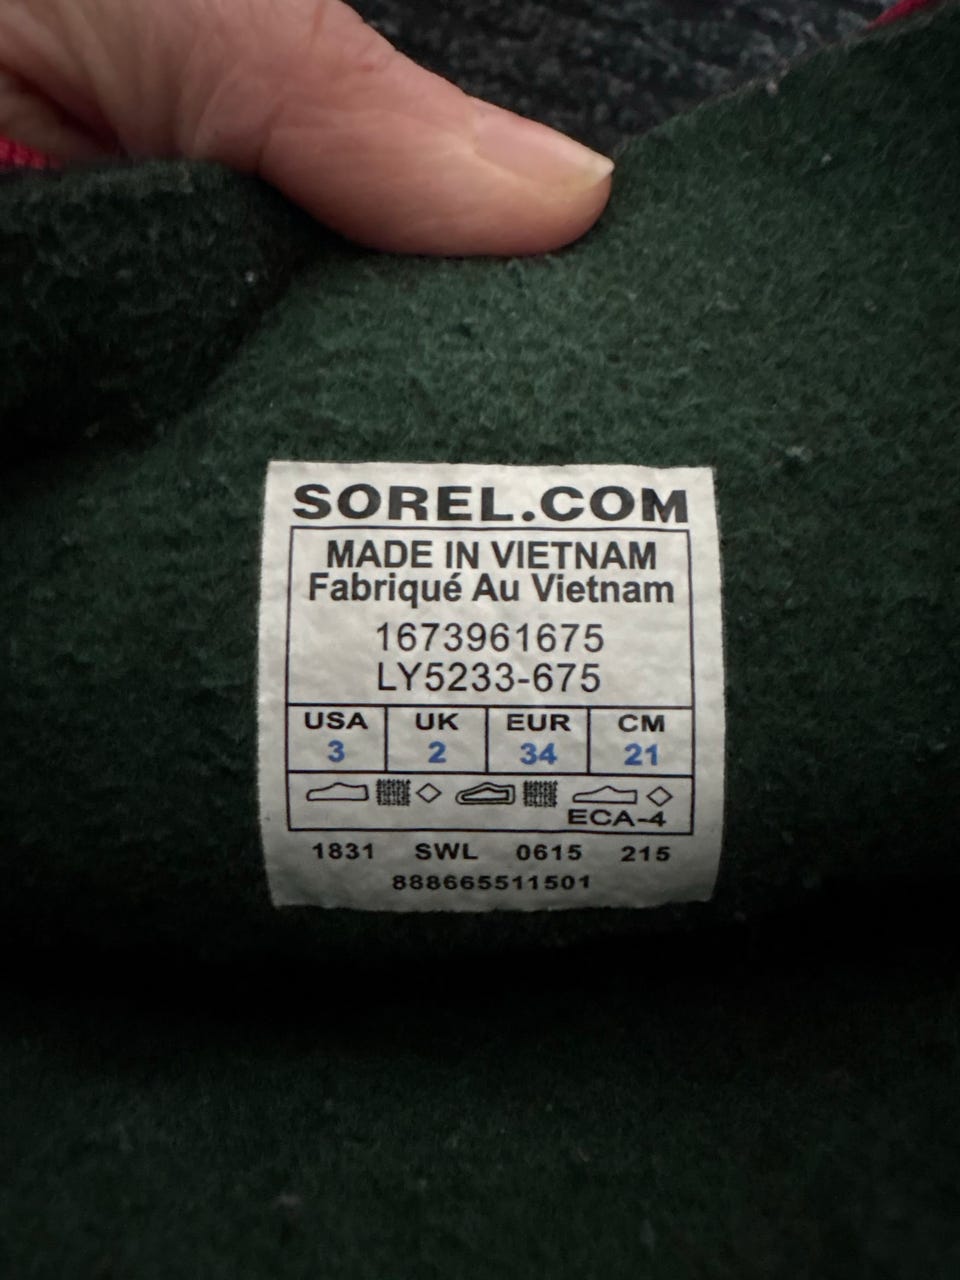 SOREL.COM
MADE IN VIETNAM
Fabriqué Au Vietnam
1673961675
LY5233-675
USA UK EUR CM
3 2 34 21
ECA-4
1831 SWL 0615 215
888665511501